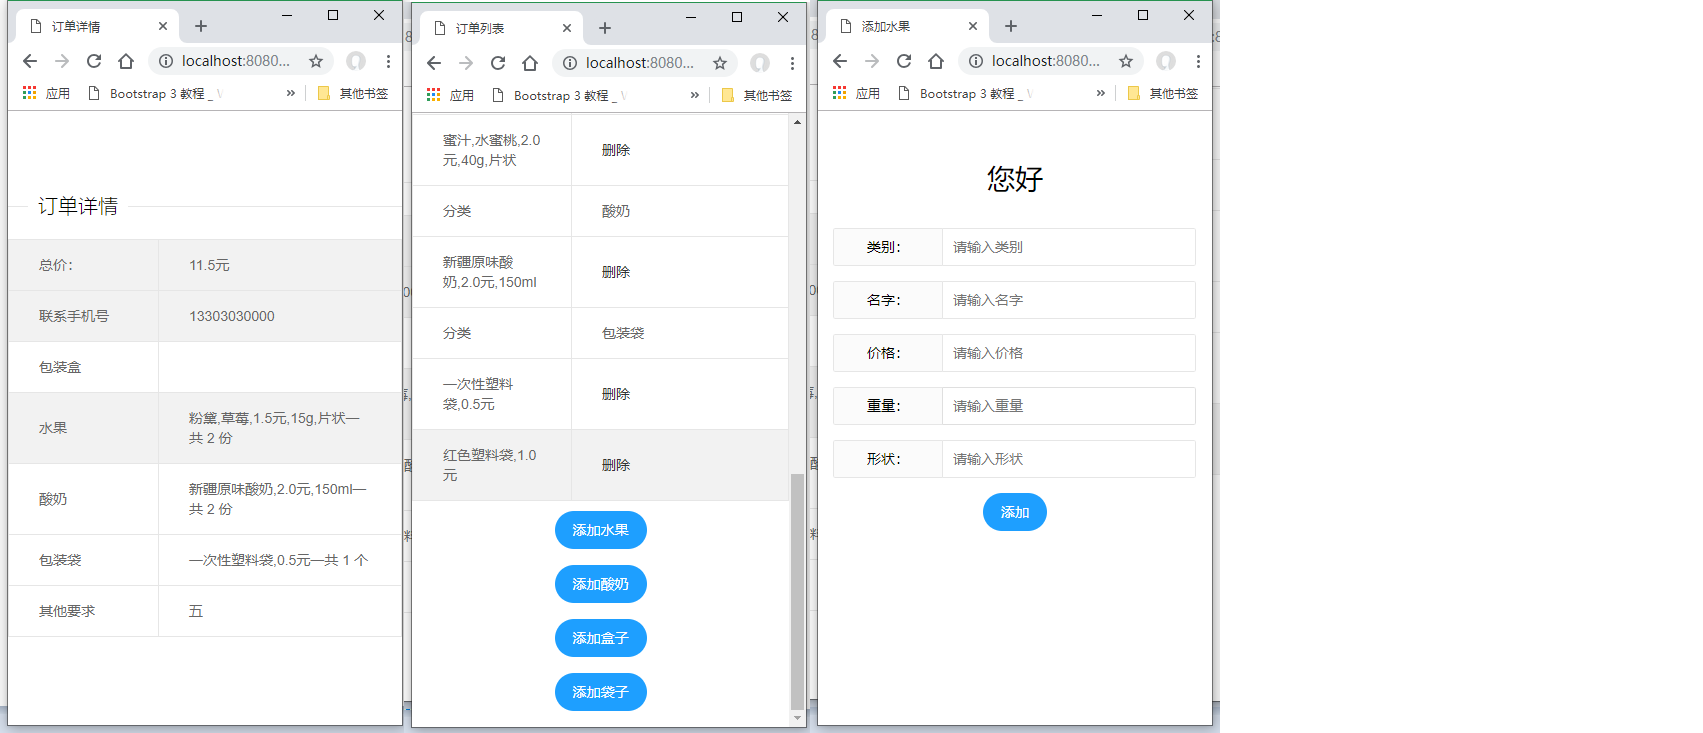 订单详情
localhost:8080...
应用
Bootstrap 3 教程 _
»
其他书签
订单详情
总价：
11.5元
联系手机号
13303030000
包装盒
水果
粉黛,草莓,1.5元,15g,片状—
共 2 份
酸奶
新疆原味酸奶,2.0元,150ml—
共 2 份
包装袋
一次性塑料袋,0.5元—共 1 个
其他要求
五
订单列表
localhost:8080...
应用
Bootstrap 3 教程 _
»
其他书签
蜜汁,水蜜桃,2.0
元,40g,片状
删除
分类
酸奶
新疆原味酸
奶,2.0元,150ml
删除
分类
包装袋
一次性塑料
袋,0.5元
删除
红色塑料袋,1.0
元
删除
添加水果
添加酸奶
添加盒子
添加袋子
添加水果
localhost:8080...
应用
Bootstrap 3 教程 _
»
其他书签
您好
类别：
请输入类别
名字：
请输入名字
价格：
请输入价格
重量：
请输入重量
形状：
请输入形状
添加